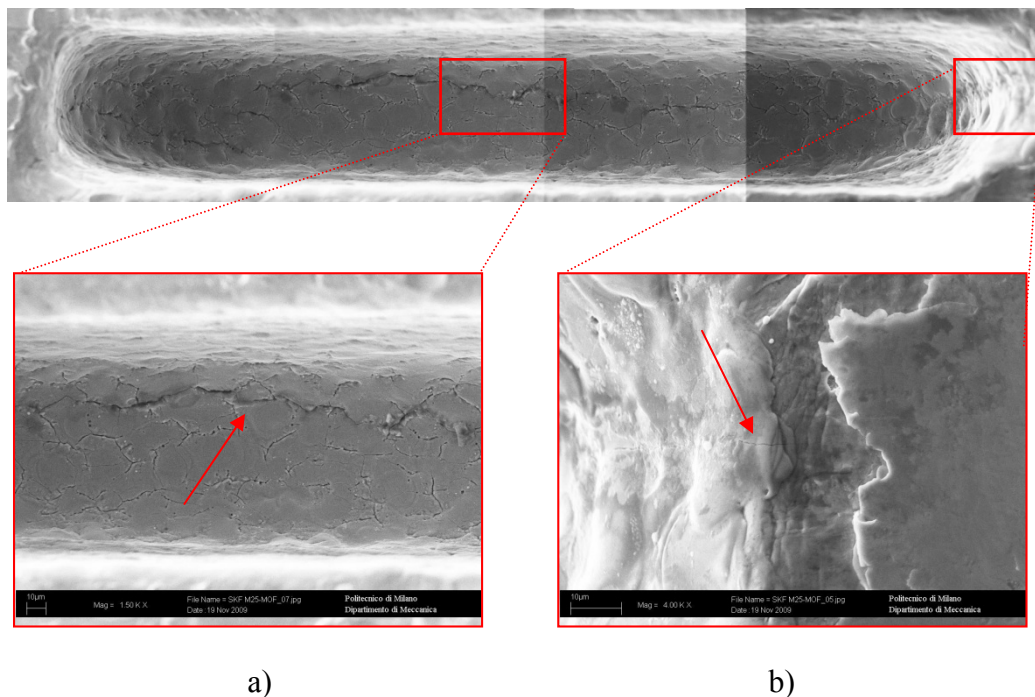 10µm
Mag = 1.50 K X
File Name = SKF M25-MOF_07.jpg
Date :19 Nov 2009
Politecnico di Milano
Dipartimento di Meccanica
10µm
Mag = 4.00 K X
File Name = SKF M25-MOF_05.jpg
Date :19 Nov 2009
Politecnico di Milano
Dipartimento di Meccanica
a)
b)